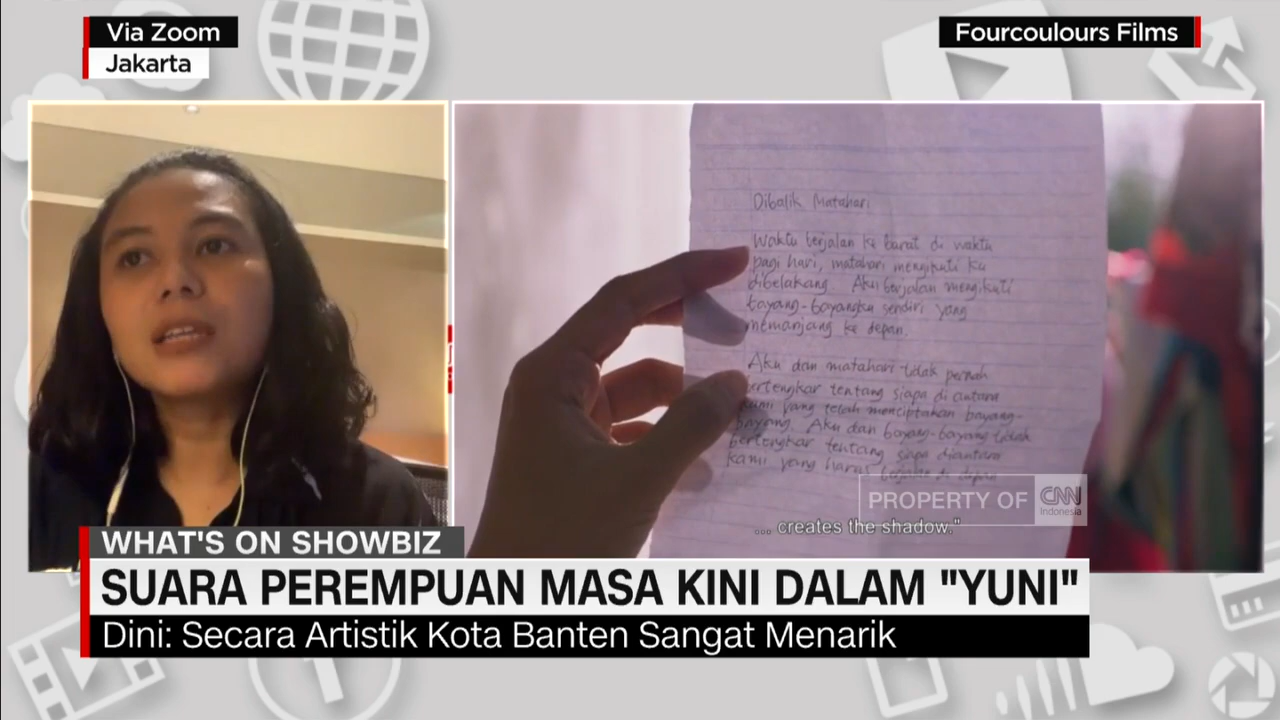 Via Zoom
Jakarta
Fourcoulours Films
Dibalik Matahari
Waktu berjalan ke barat di waktu
pagi hari, matahari mengikuti ku
dibelakang. Aku berjalan mengikuti
bayang-bayangku sendiri yang
memanjang ke depan.
Aku dan matahari tidak pernah
bertengkar tentang siapa di antara
kami yang telah menciptakan bayang-
bayang. Aku dan bayang-bayang tidak
bertengkar tentang siapa diantara
kami yang harus berjalan di depan
PROPERTY OF CNN Indonesia
... creates the shadow."
WHAT'S ON SHOWBIZ
SUARA PEREMPUAN MASA KINI DALAM "YUNI"
Dini: Secara Artistik Kota Banten Sangat Menarik